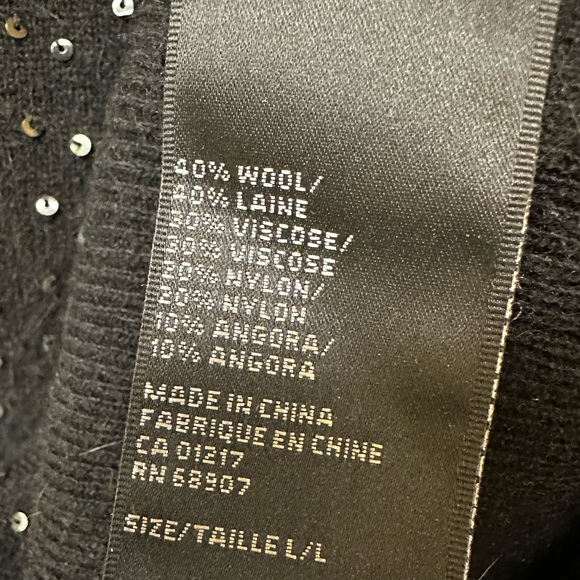 40% WOOL/
40% LAINE
30% VISCOSE/
30% VISCOSE
20% NYLON/
20% NYLON
10% ANGORA/
10% ANGORA
MADE IN CHINA
FABRIQUE EN CHINE
CA 01217
RN 68907
SIZE/TAILLE L/L